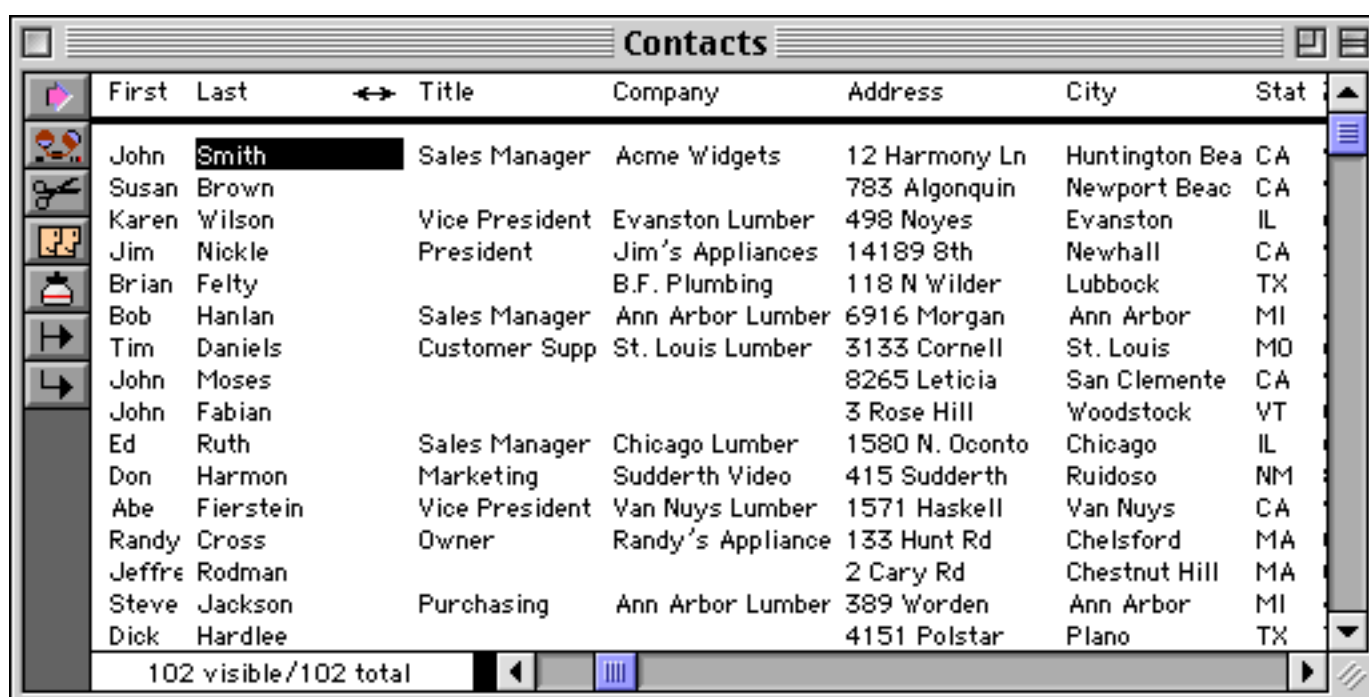 Contacts
First Last Title Company Address City Stat
John Smith Sales Manager Acme Widgets 12 Harmony Ln Huntington Bea CA
Susan Brown 783 Algonquin Newport Beac CA
Karen Wilson Vice President Evanston Lumber 498 Noyes Evanston IL
Jim Nickle President Jim's Appliances 14189 8th Newhall CA
Brian Felty B.F. Plumbing 118 N Wilder Lubbock TX
Bob Hanlan Sales Manager Ann Arbor Lumber 6916 Morgan Ann Arbor MI
Tim Daniels Customer Supp St. Louis Lumber 3133 Cornell St. Louis MO
John Moses 8265 Leticia San Clemente CA
John Fabian 3 Rose Hill Woodstock VT
Ed Ruth Sales Manager Chicago Lumber 1580 N. Oconto Chicago IL
Don Harmon Marketing Sudderth Video 415 Sudderth Ruidoso NM
Abe Fierstein Vice President Van Nuys Lumber 1571 Haskell Van Nuys CA
Randy Cross Owner Randy's Appliance 133 Hunt Rd Chelsford MA
Jeffre Rodman 2 Cary Rd Chestnut Hill MA
Steve Jackson Purchasing Ann Arbor Lumber 389 Worden Ann Arbor MI
Dick Hardlee 4151 Polstar Plano TX
102 visible/102 total